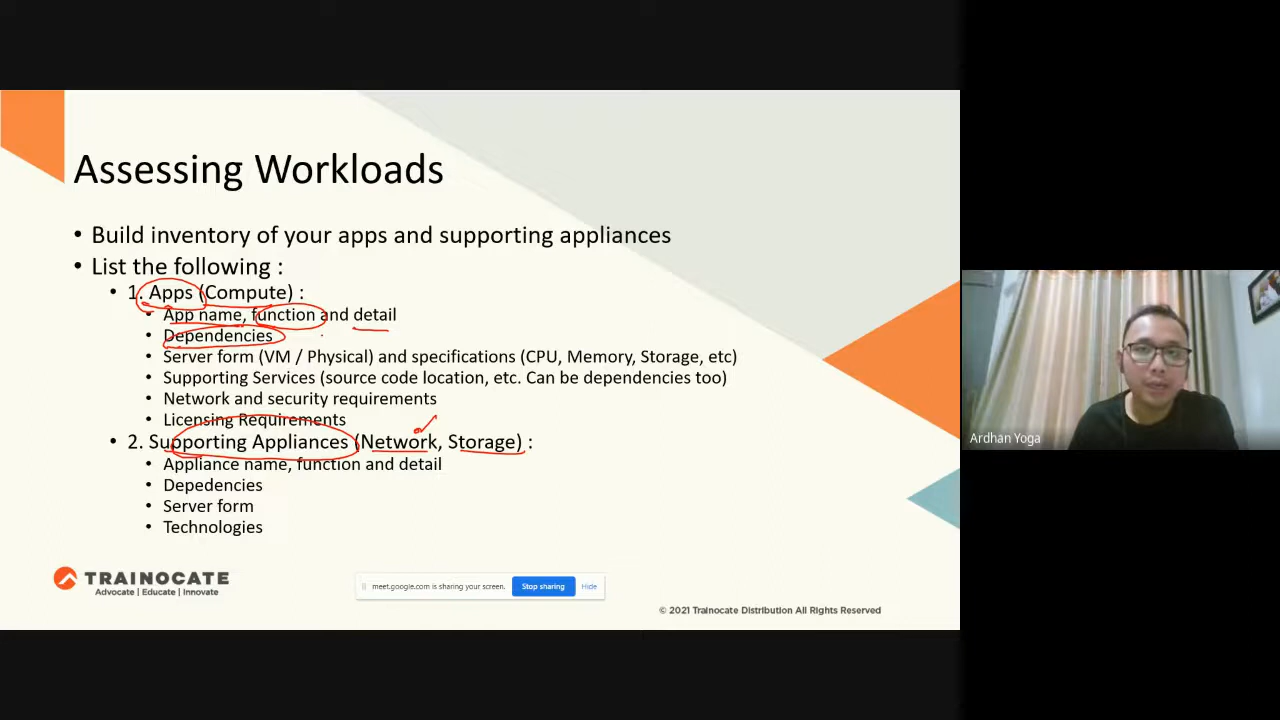 Assessing Workloads
• Build inventory of your apps and supporting appliances
• List the following :
• 1. Apps (Compute) :
• App name, function and detail
• Dependencies
• Server form (VM / Physical) and specifications (CPU, Memory, Storage, etc)
• Supporting Services (source code location, etc. Can be dependencies too)
• Network and security requirements
• Licensing Requirements
• 2. Supporting Appliances (Network, Storage) :
• Appliance name, function and detail
• Depedencies
• Server form
• Technologies
TRAINOCATE
Advocate | Educate | Innovate
meet.google.com is sharing your screen. Stop sharing Hide
© 2021 Trainocate Distribution All Rights Reserved
Ardhan Yoga